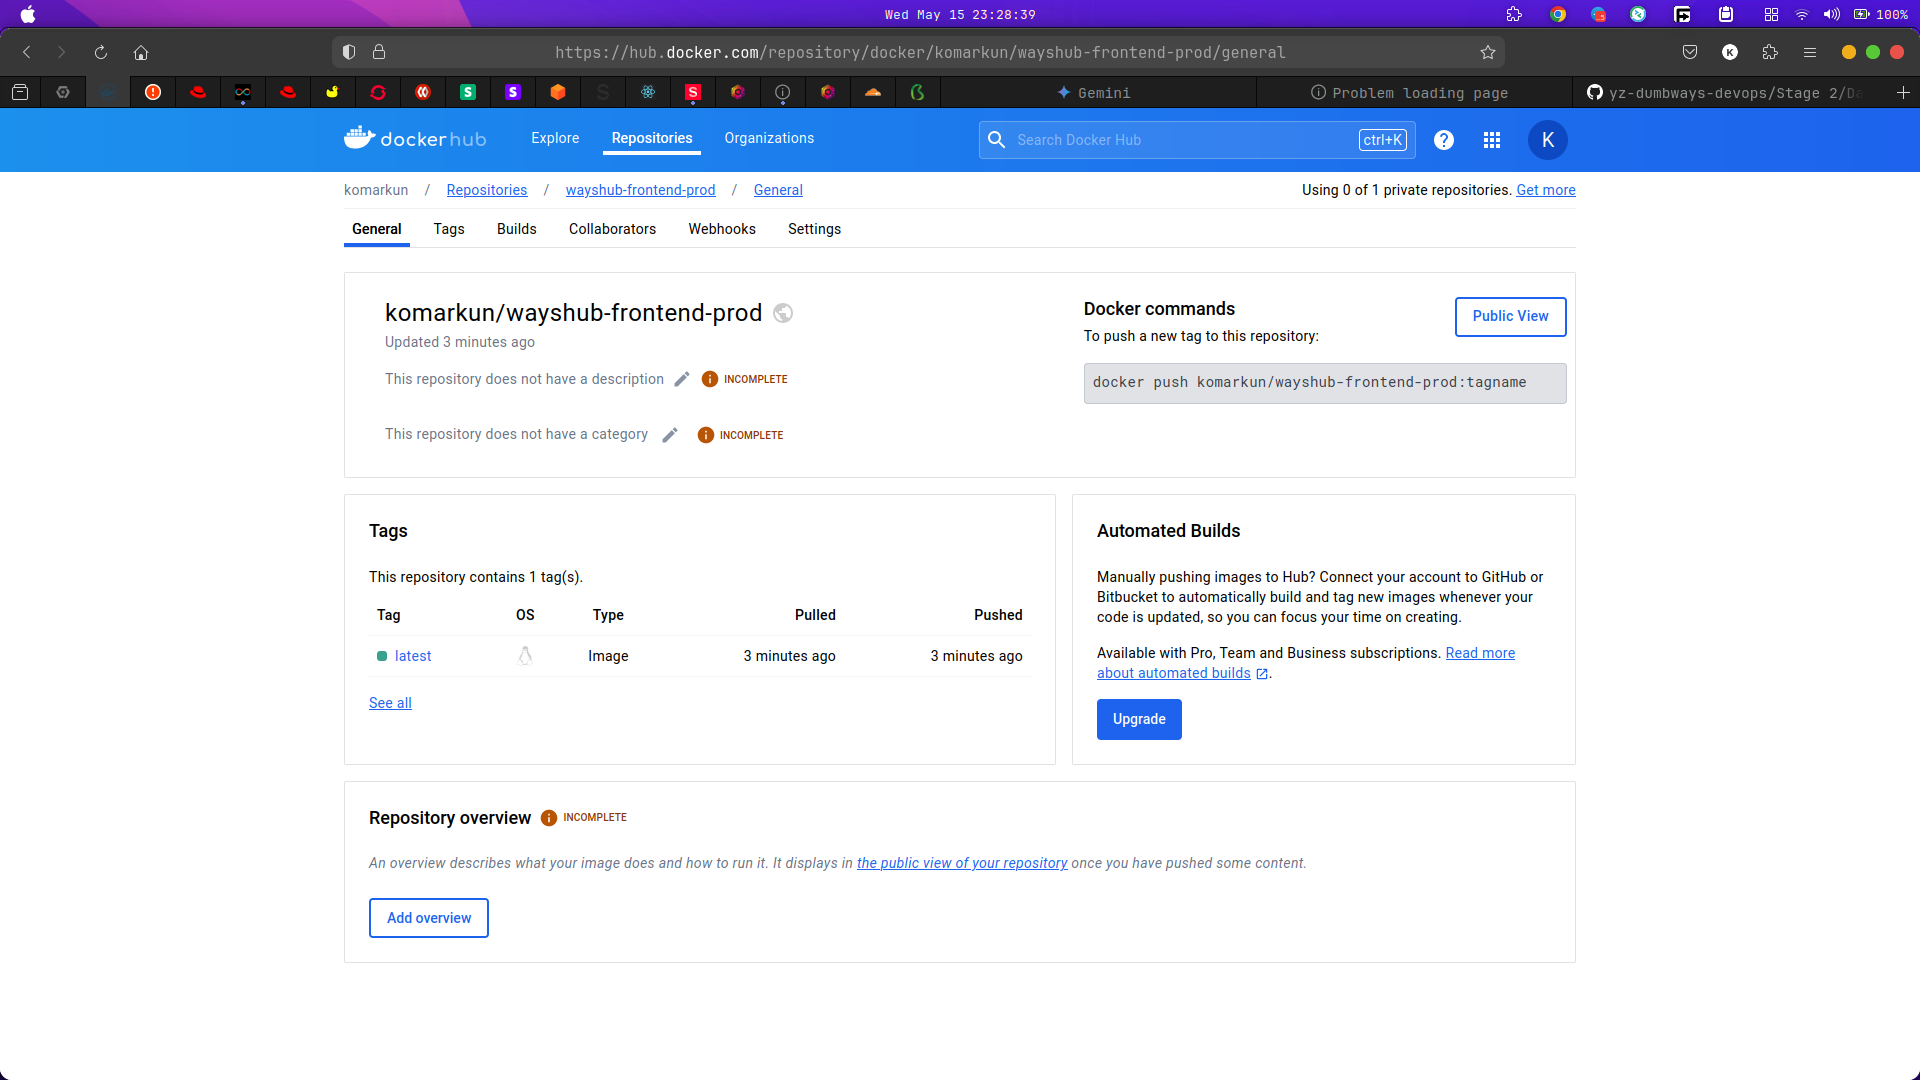 Wed May 15 23:28:39
100%
https://hub.docker.com/repository/docker/komarkun/wayshub-frontend-prod/general
K
Gemini
Problem loading page
yz-dumbways-devops/Stage 2/Da
dockerhub
Explore
Repositories
Organizations
Search Docker Hub
ctrl+K
K
komarkun / Repositories / wayshub-frontend-prod / General
Using 0 of 1 private repositories. Get more
General
Tags
Builds
Collaborators
Webhooks
Settings
komarkun/wayshub-frontend-prod
Updated 3 minutes ago
This repository does not have a description
INCOMPLETE
This repository does not have a category
INCOMPLETE
Docker commands
Public View
To push a new tag to this repository:
docker push komarkun/wayshub-frontend-prod:tagname
Tags
This repository contains 1 tag(s).
Tag OS Type Pulled Pushed
latest Image 3 minutes ago 3 minutes ago
See all
Automated Builds
Manually pushing images to Hub? Connect your account to GitHub or
Bitbucket to automatically build and tag new images whenever your
code is updated, so you can focus your time on creating.
Available with Pro, Team and Business subscriptions. Read more
about automated builds .
Upgrade
Repository overview
INCOMPLETE
An overview describes what your image does and how to run it. It displays in the public view of your repository once you have pushed some content.
Add overview